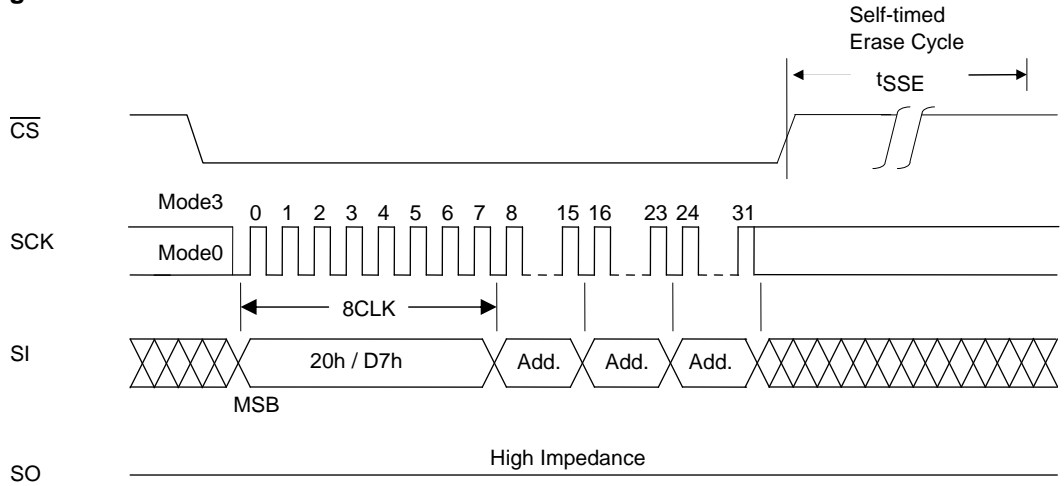 g
Self-timed
Erase Cycle
tSSE
CS
Mode3
0 1 2 3 4 5 6 7 8 15 16 23 24 31
SCK
Mode0
8CLK
SI
20h / D7h Add. Add. Add.
MSB
High Impedance
SO